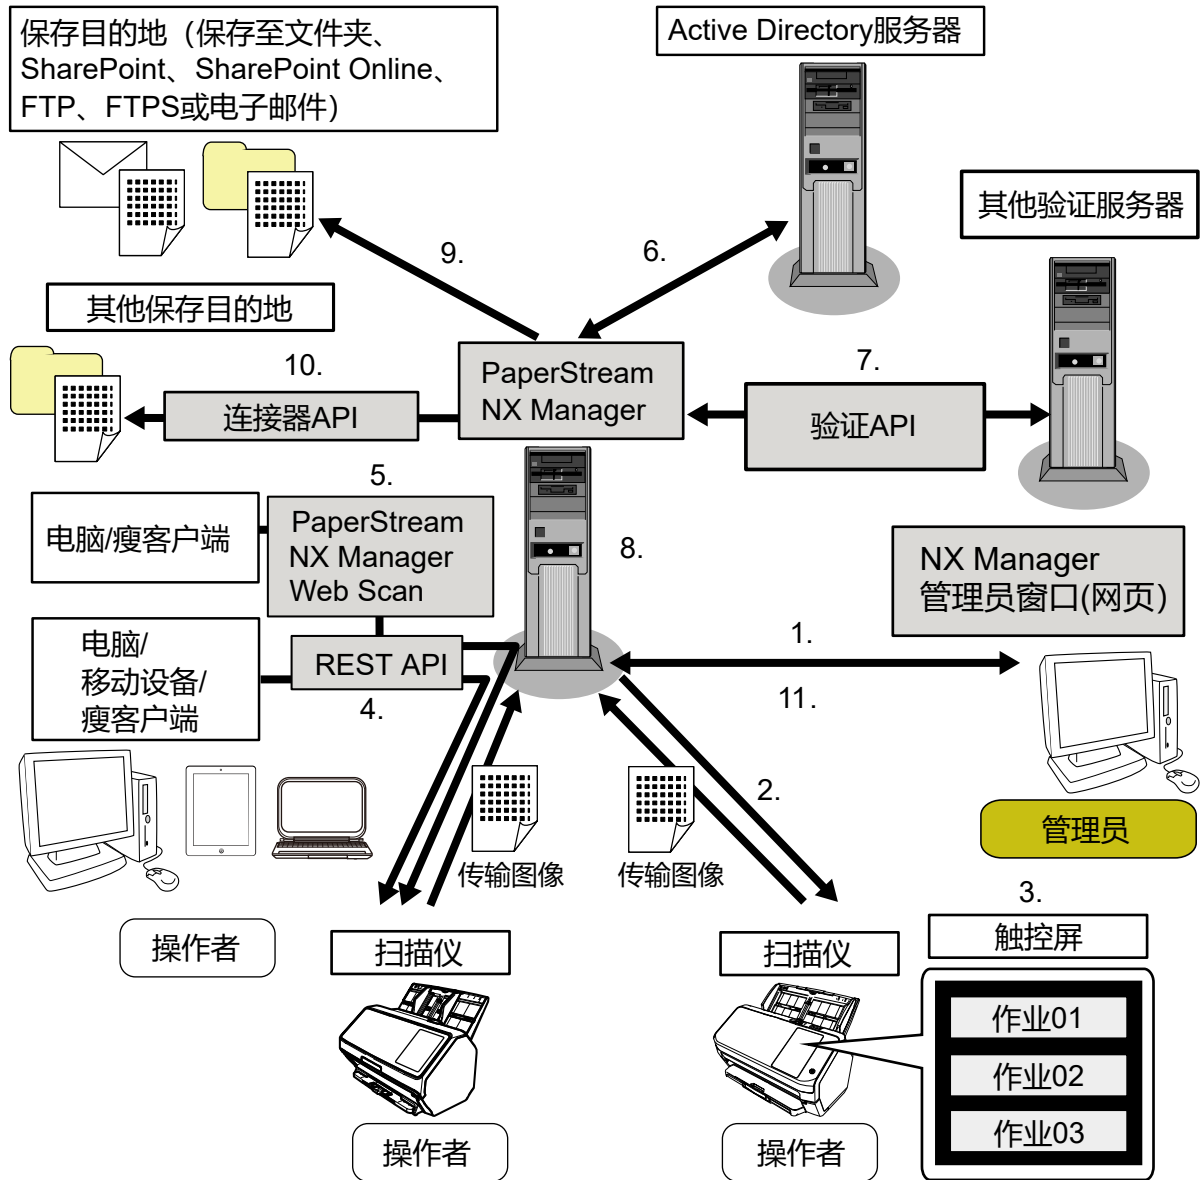 保存目的地（保存至文件夹、
SharePoint、SharePoint Online、
FTP、FTPS或电子邮件）
Active Directory服务器
其他验证服务器
9.
6.
其他保存目的地
10.
连接器API
PaperStream
NX Manager
7.
验证API
5.
电脑/瘦客户端
PaperStream
NX Manager
Web Scan
8.
NX Manager
管理员窗口(网页)
电脑/
移动设备/
瘦客户端
REST API
4.
1.
11.
2.
传输图像
传输图像
管理员
3.
操作者
扫描仪
扫描仪
触控屏
作业01
作业02
作业03
操作者
操作者